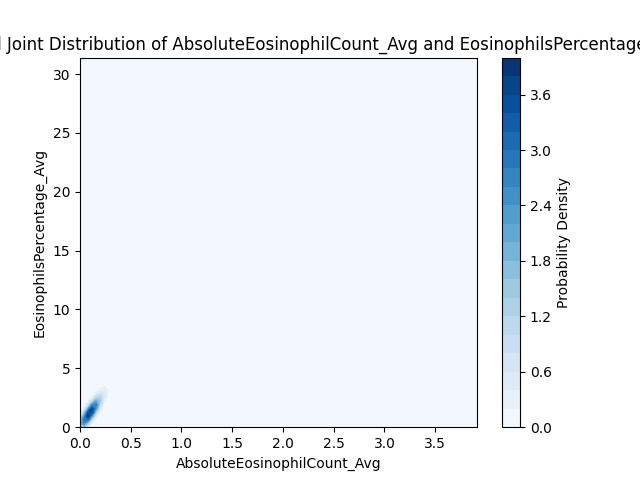 Joint Distribution of AbsoluteEosinophilCount_Avg and EosinophilsPercentage
30
25
20
15
10
5
0
EosinophilsPercentage_Avg
0.0 0.5 1.0 1.5 2.0 2.5 3.0 3.5
AbsoluteEosinophilCount_Avg
3.6
3.0
2.4
1.8
1.2
0.6
0.0
Probability Density